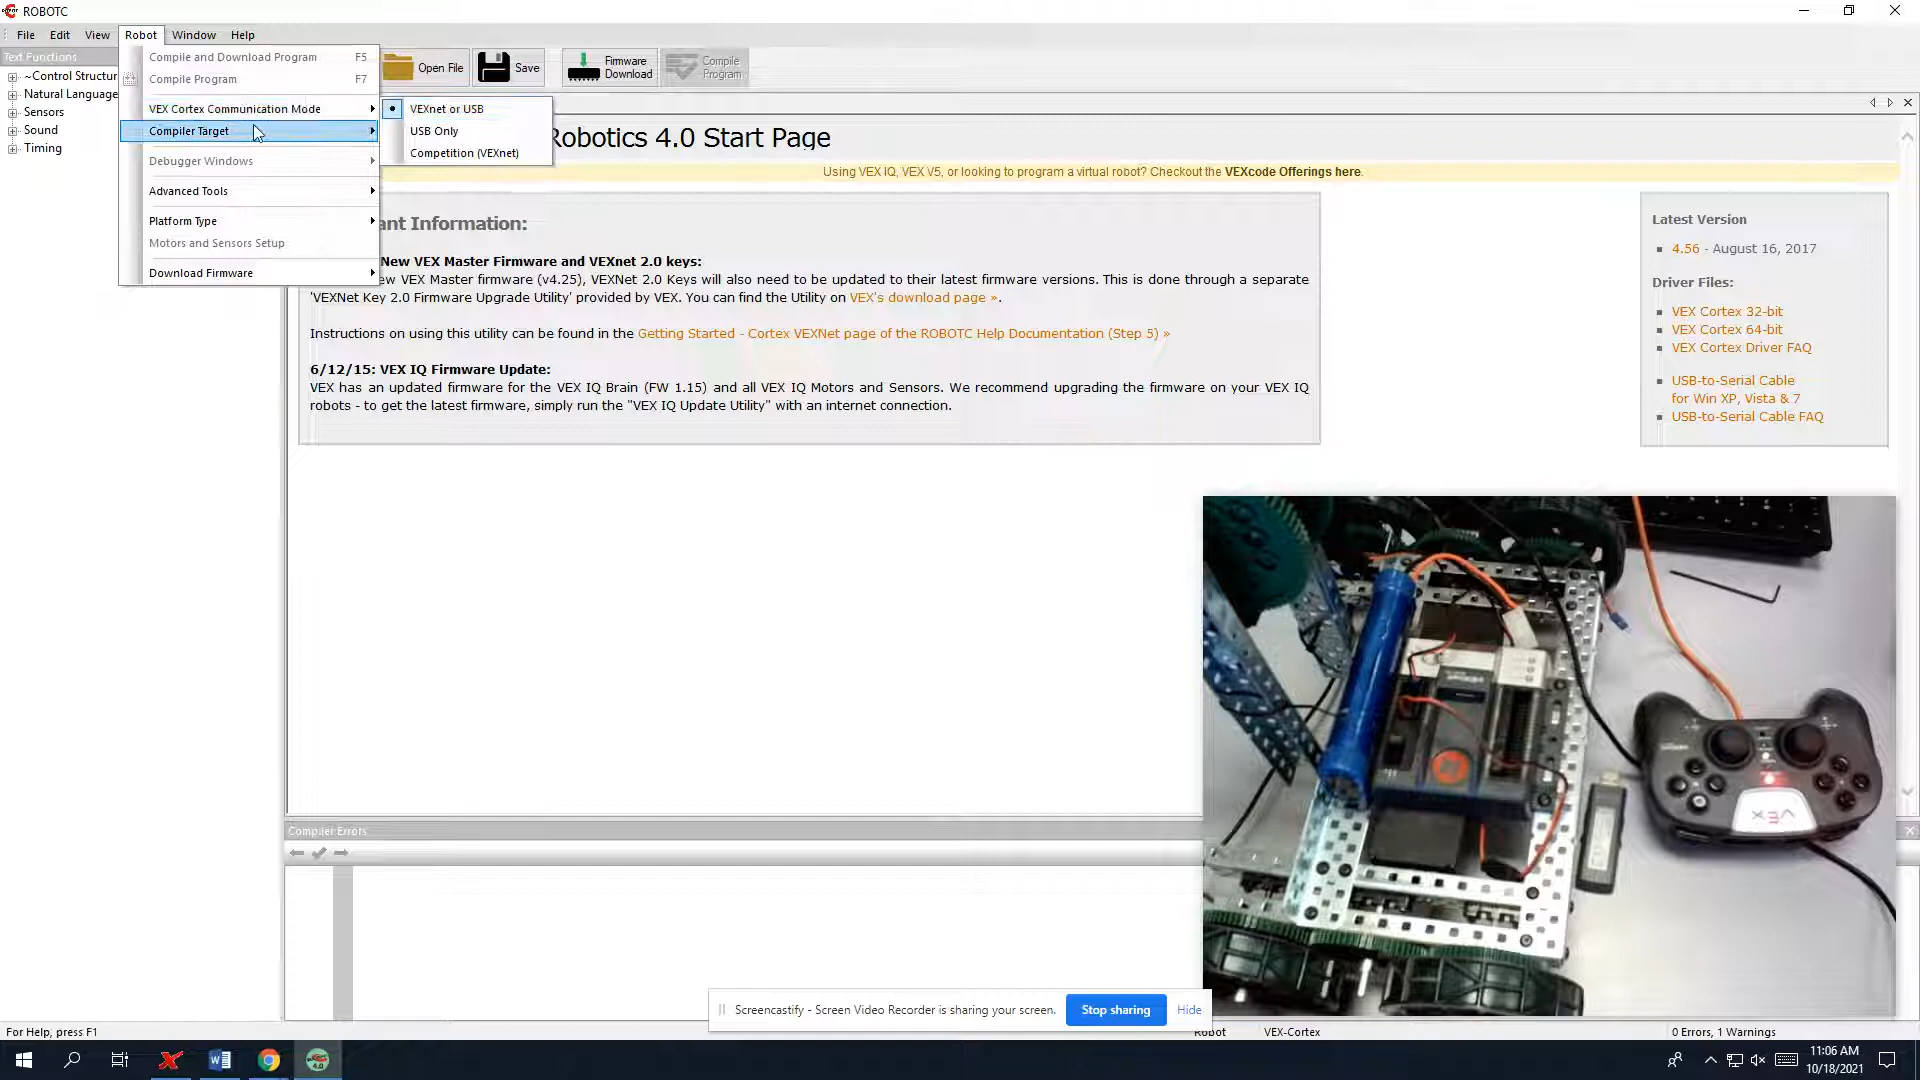 ROBOTC
File Edit View Robot Window Help
Text Functions
~Control Structur
Natural Language
Sensors
Sound
Timing
Compile and Download Program F5
Compile Program F7
VEX Cortex Communication Mode
Compiler Target
Debugger Windows
Advanced Tools
Platform Type
Motors and Sensors Setup
Download Firmware
VEXnet or USB
USB Only
Competition (VEXnet)
Open File
Save
Firmware Download
Compile Program
Robotics 4.0 Start Page
Using VEX IQ, VEX V5, or looking to program a virtual robot? Checkout the VEXcode Offerings here.
ant Information:
New VEX Master Firmware and VEXnet 2.0 keys:
ew VEX Master firmware (v4.25), VEXNet 2.0 Keys will also need to be updated to their latest firmware versions. This is done through a separate
'VEXNet Key 2.0 Firmware Upgrade Utility' provided by VEX. You can find the Utility on VEX's download page ».
Instructions on using this utility can be found in the Getting Started - Cortex VEXNet page of the ROBOTC Help Documentation (Step 5) »
6/12/15: VEX IQ Firmware Update:
VEX has an updated firmware for the VEX IQ Brain (FW 1.15) and all VEX IQ Motors and Sensors. We recommend upgrading the firmware on your VEX IQ
robots - to get the latest firmware, simply run the "VEX IQ Update Utility" with an internet connection.
Latest Version
4.56 - August 16, 2017
Driver Files:
VEX Cortex 32-bit
VEX Cortex 64-bit
VEX Cortex Driver FAQ
USB-to-Serial Cable
for Win XP, Vista & 7
USB-to-Serial Cable FAQ
VEX
Compiler Errors
Screencastify - Screen Video Recorder is sharing your screen. Stop sharing Hide
For Help, press F1
Robot VEX-Cortex 0 Errors, 1 Warnings
4.0
11:06 AM
10/18/2021